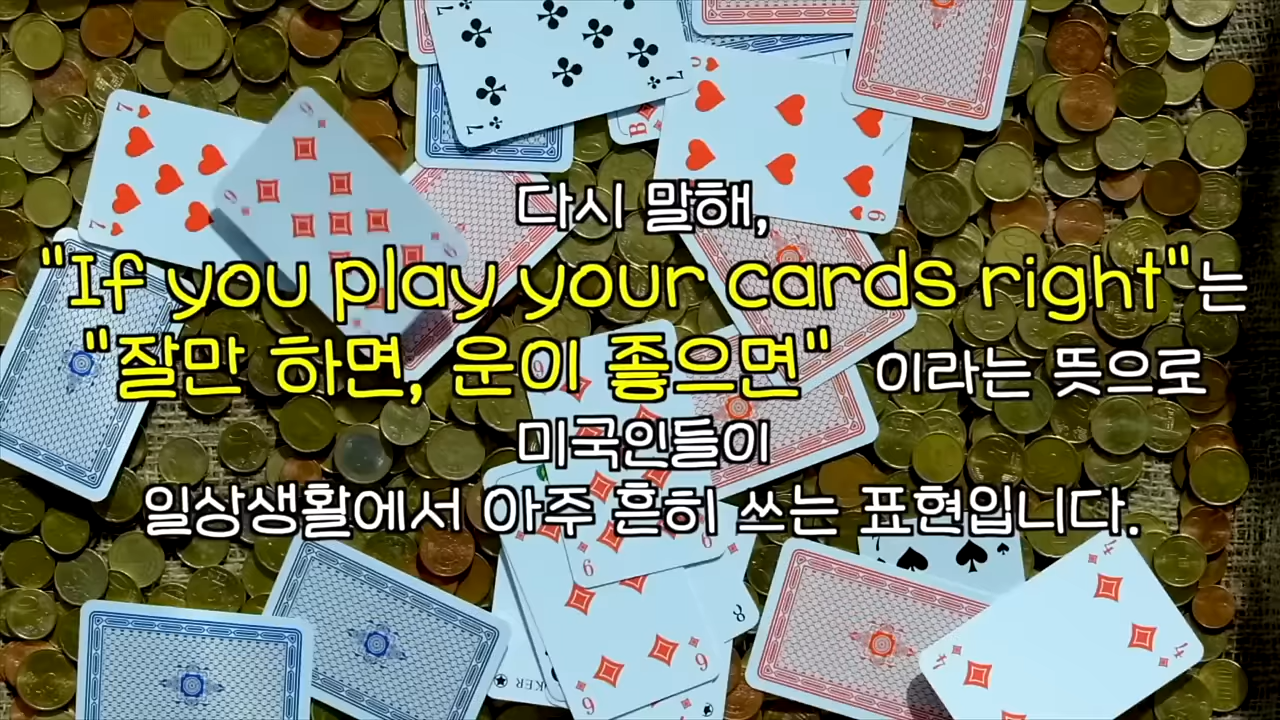 다시 말해,
"If you play your cards right"는
"잘만 하면, 운이 좋으면" 이라는 뜻으로
미국인들이
일상생활에서 아주 흔히 쓰는 표현입니다.